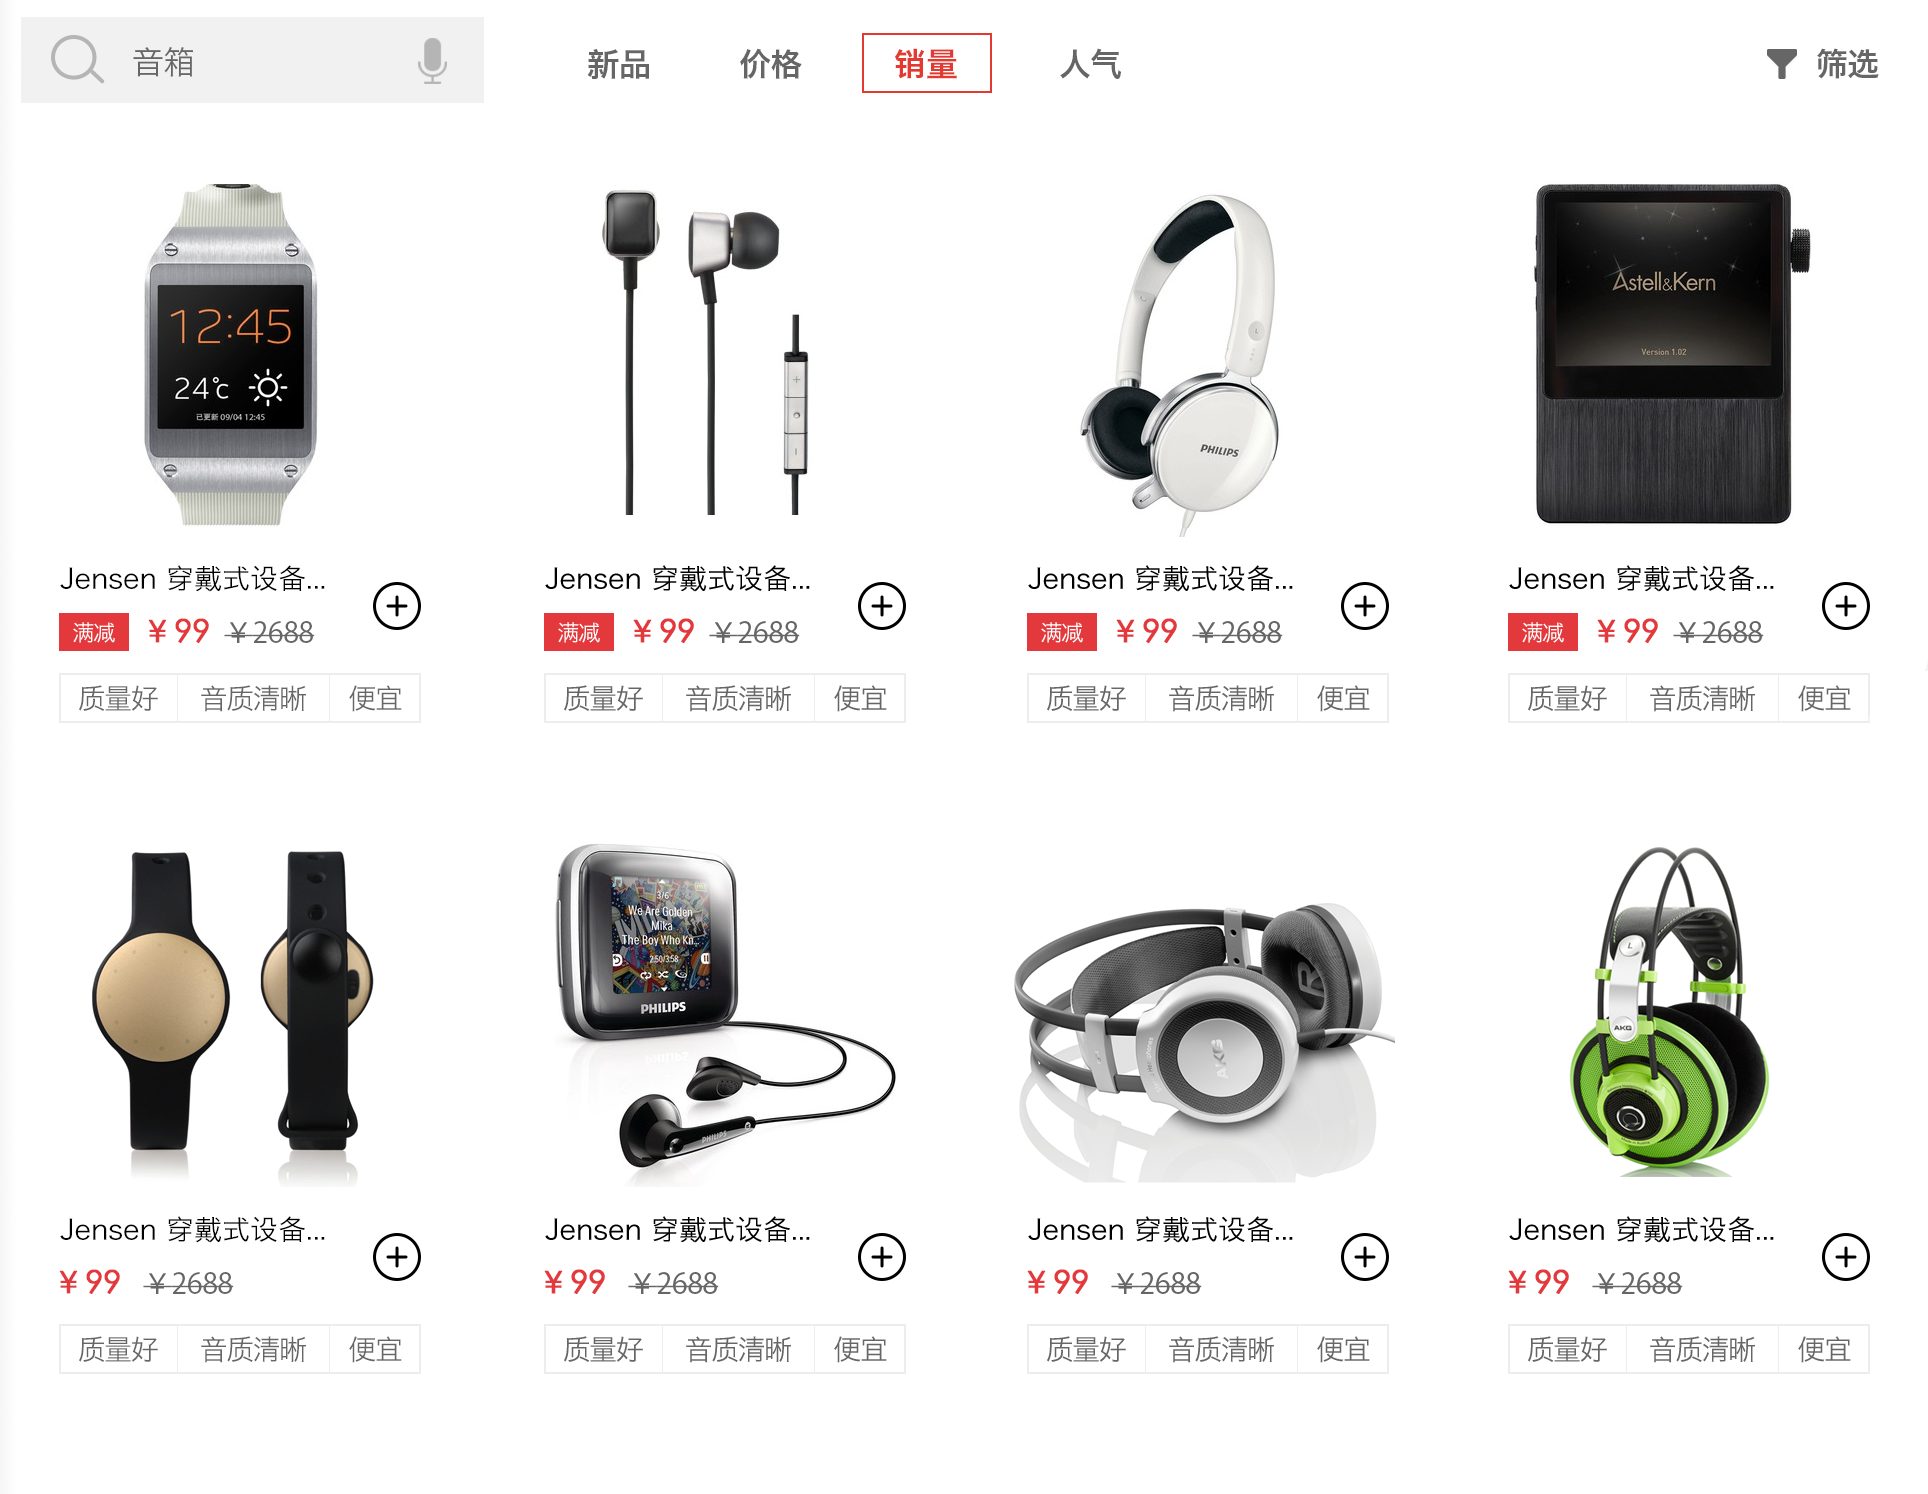 音箱
新品
价格
销量
人气
筛选
12:45
24℃
已更新 09/04 12:45
PHILIPS
Astell&Kern
Version 1.02
Jensen 穿戴式设备...
满减 ¥ 99 ¥ 2688
质量好 音质清晰 便宜
Jensen 穿戴式设备...
满减 ¥ 99 ¥ 2688
质量好 音质清晰 便宜
Jensen 穿戴式设备...
满减 ¥ 99 ¥ 2688
质量好 音质清晰 便宜
Jensen 穿戴式设备...
满减 ¥ 99 ¥ 2688
质量好 音质清晰 便宜
3/6
We Are Golden
Mika
The Boy Who Kn..
2:50/3:58
PHILIPS
PHILIPS
R
AKG
L
AKG
Jensen 穿戴式设备...
¥ 99 ¥ 2688
质量好 音质清晰 便宜
Jensen 穿戴式设备...
¥ 99 ¥ 2688
质量好 音质清晰 便宜
Jensen 穿戴式设备...
¥ 99 ¥ 2688
质量好 音质清晰 便宜
Jensen 穿戴式设备...
¥ 99 ¥ 2688
质量好 音质清晰 便宜